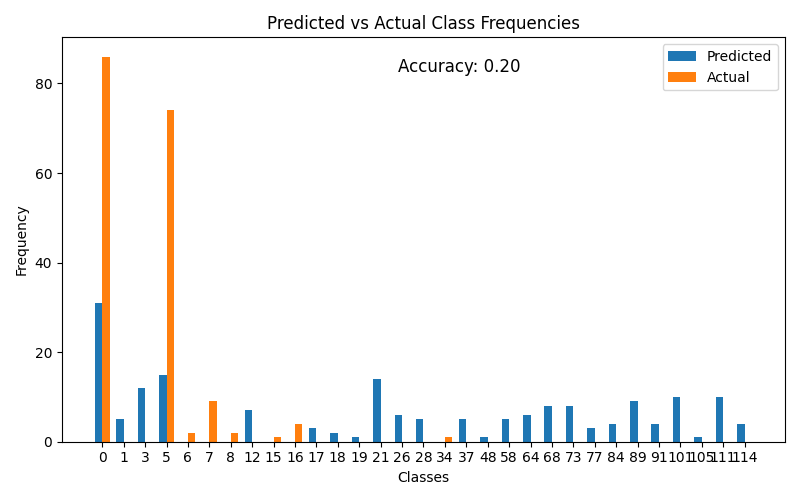 Predicted vs Actual Class Frequencies
Accuracy: 0.20
Predicted
Actual
Frequency
80
60
40
20
0
0 1 3 5 6 7 8 12 15 16 17 18 19 21 26 28 34 37 48 58 64 68 73 77 84 89 91 101 105 111 114
Classes